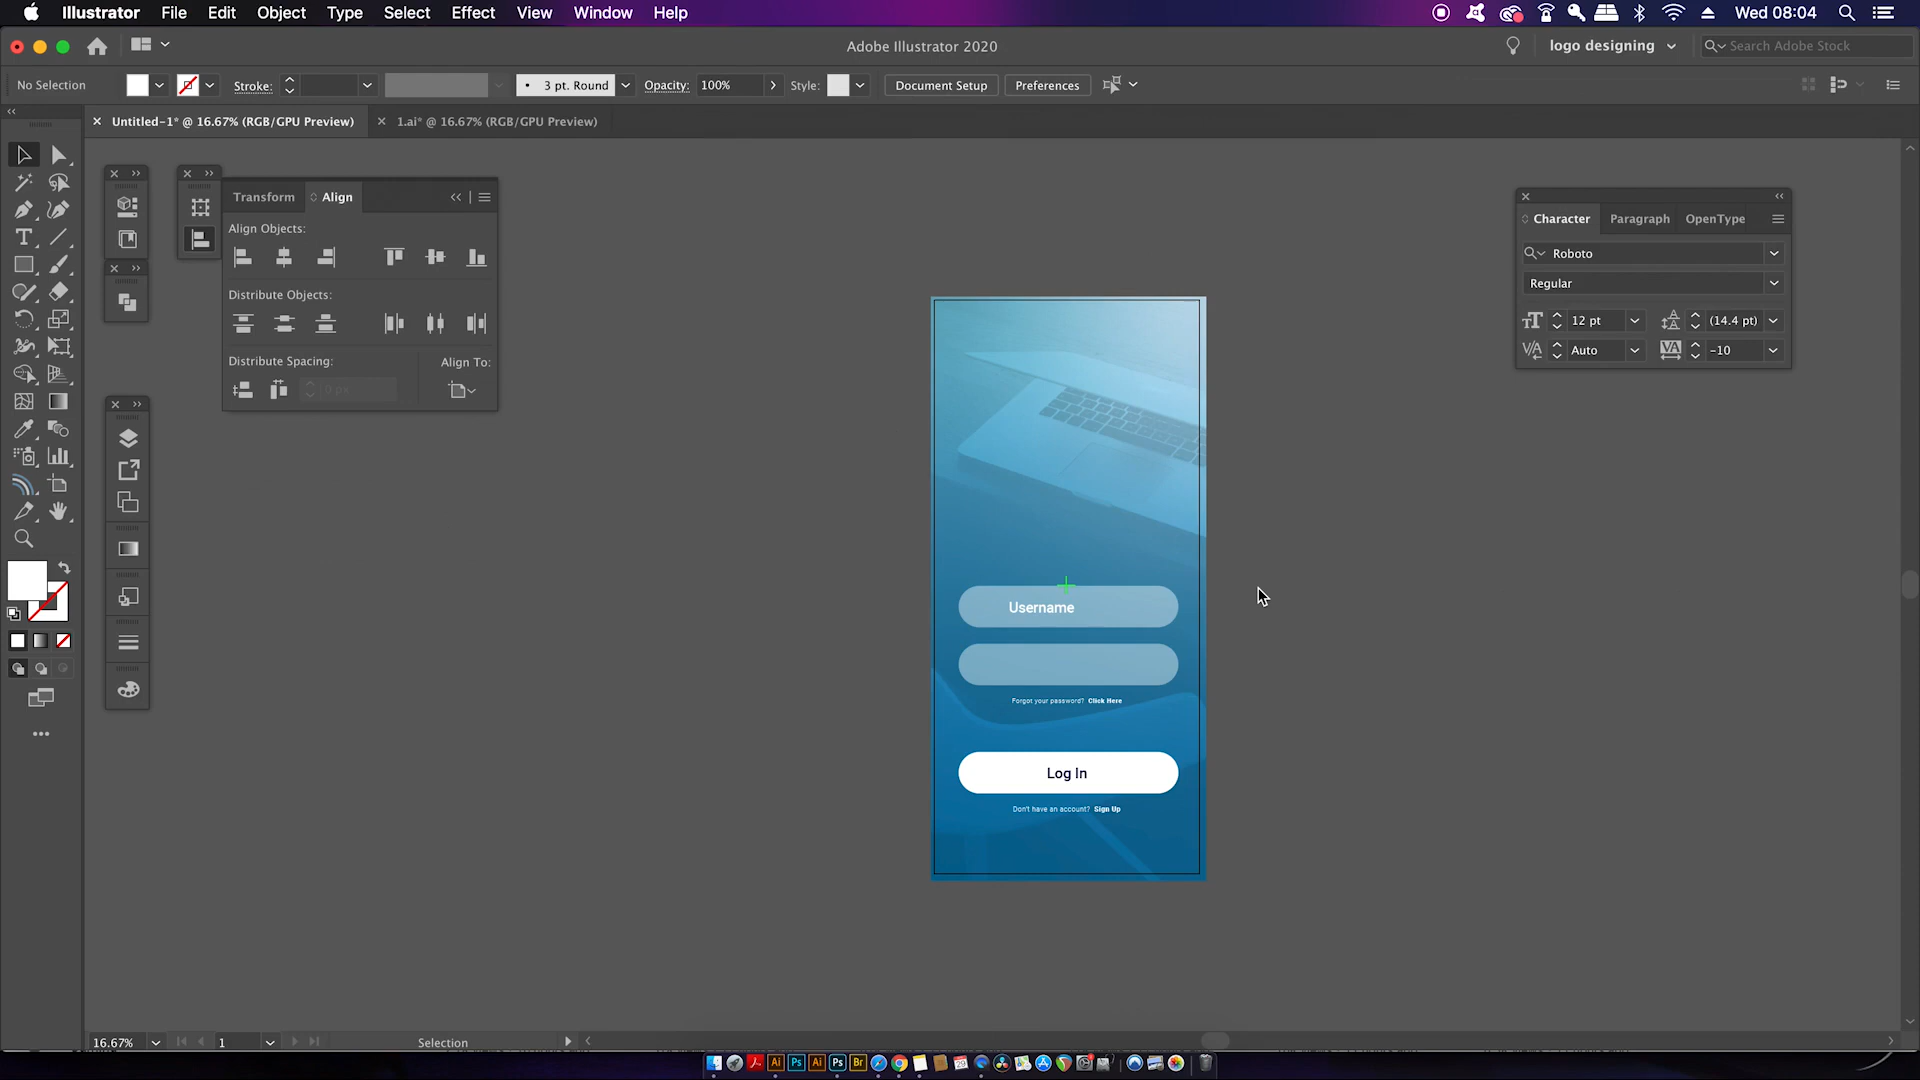 Illustrator File Edit Object Type Select Effect View Window Help
Wed 08:04
Adobe Illustrator 2020
logo designing
Search Adobe Stock
No Selection
Stroke:
3 pt. Round
Opacity: 100%
Style:
Document Setup
Preferences
Untitled-1* @ 16.67% (RGB/GPU Preview)
1.ai* @ 16.67% (RGB/GPU Preview)
Transform
Align
Align Objects:
Distribute Objects:
Distribute Spacing:
Align To:
0 px
Character
Paragraph
OpenType
Roboto
Regular
12 pt
(14.4 pt)
Auto
-10
Username
Forgot your password? Click Here
Log In
Don't have an account? Sign Up
16.67%
1
Selection